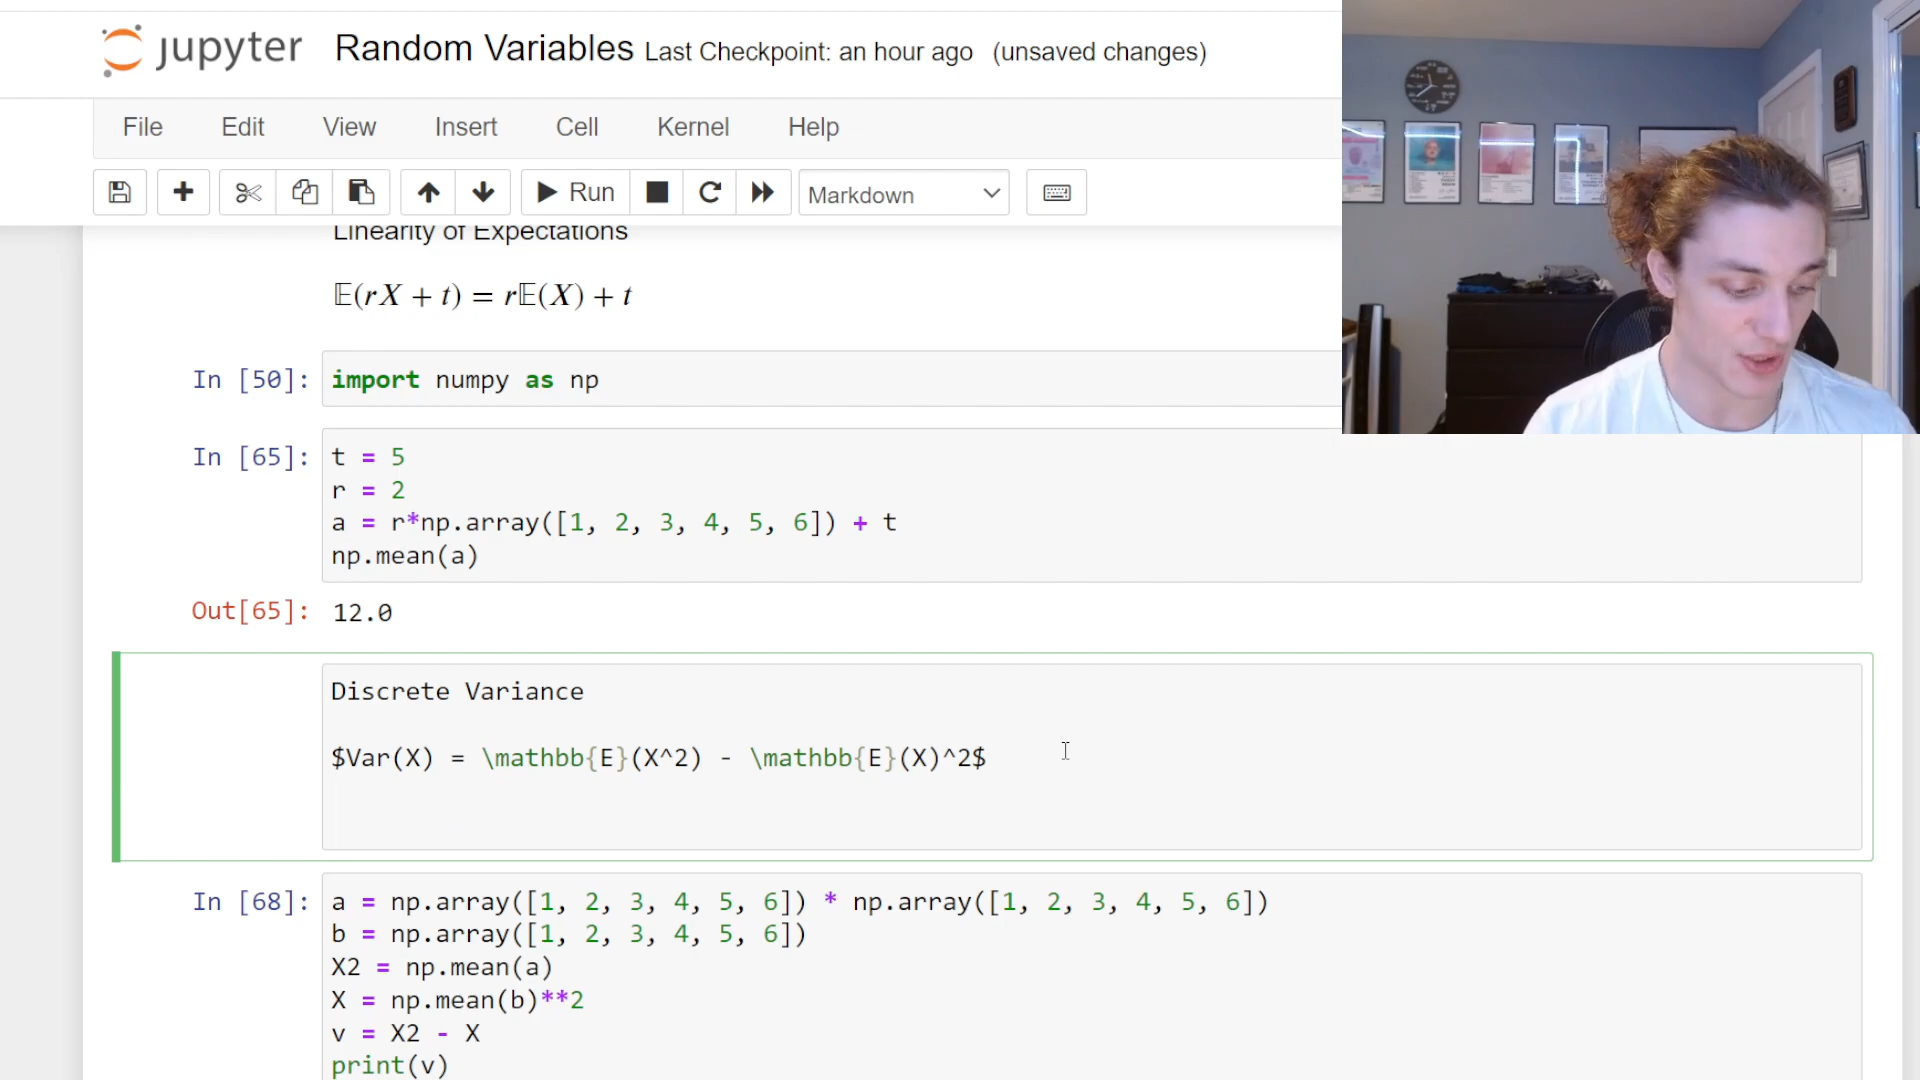 jupyter Random Variables Last Checkpoint: an hour ago (unsaved changes)
File Edit View Insert Cell Kernel Help
Run Markdown
Linearity of Expectations
𝔼(rX + t) = r𝔼(X) + t
In [50]: import numpy as np
In [65]: t = 5
r = 2
a = r*np.array([1, 2, 3, 4, 5, 6]) + t
np.mean(a)
Out[65]: 12.0
Discrete Variance
$Var(X) = \mathbb{E}(X^2) - \mathbb{E}(X)^2$
In [68]: a = np.array([1, 2, 3, 4, 5, 6]) * np.array([1, 2, 3, 4, 5, 6])
b = np.array([1, 2, 3, 4, 5, 6])
X2 = np.mean(a)
X = np.mean(b)**2
v = X2 - X
print(v)